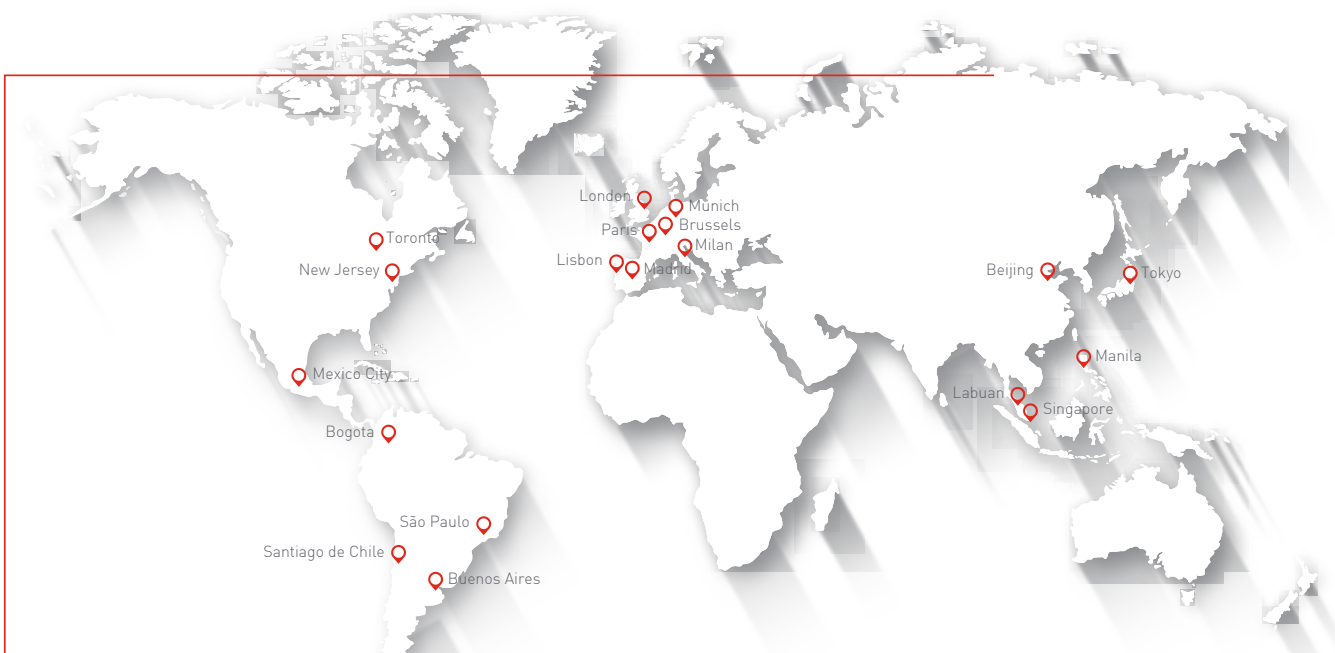 London
Munich
Brussels
Paris
Toronto
Milan
Lisbon
Madrid
New Jersey
Beijing
Tokyo
Manila
Mexico City
Labuan
Singapore
Bogota
São Paulo
Santiago de Chile
Buenos Aires